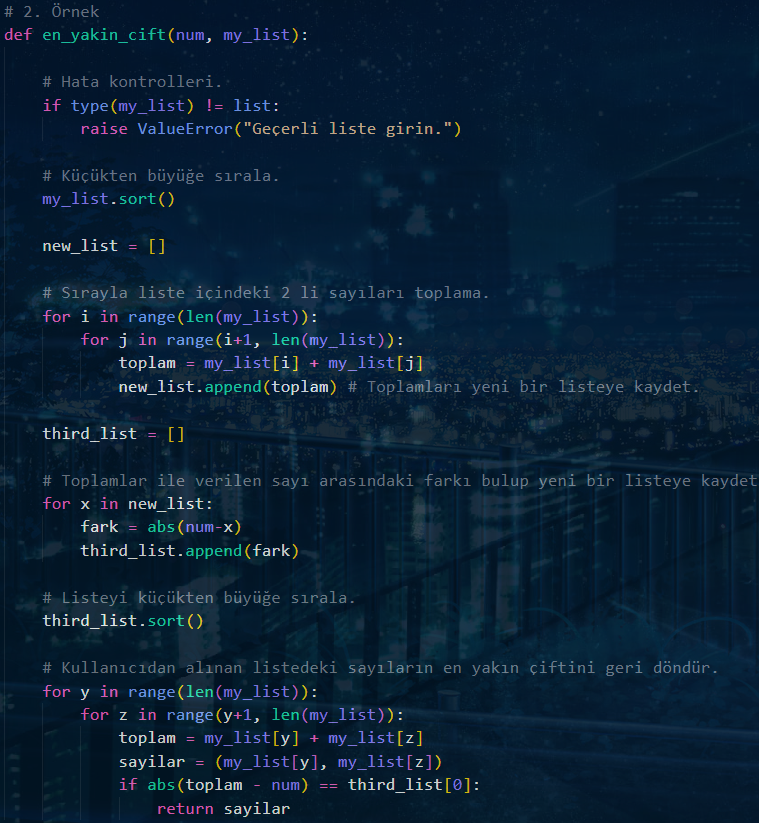 # 2. Örnek
def en_yakin_cift(num, my_list):
# Hata kontrolleri.
if type(my_list) != list:
raise ValueError("Geçerli liste girin.")
# Küçükten büyüğe sırala.
my_list.sort()
new_list = []
# Sırayla liste içindeki 2 li sayıları toplama.
for i in range(len(my_list)):
for j in range(i+1, len(my_list)):
toplam = my_list[i] + my_list[j]
new_list.append(toplam) # Toplamları yeni bir listeye kaydet.
third_list = []
# Toplamlar ile verilen sayı arasındaki farkı bulup yeni bir listeye kaydet
for x in new_list:
fark = abs(num-x)
third_list.append(fark)
# Listeyi küçükten büyüğe sırala.
third_list.sort()
# Kullanıcıdan alınan listedeki sayıların en yakın çiftini geri döndür.
for y in range(len(my_list)):
for z in range(y+1, len(my_list)):
toplam = my_list[y] + my_list[z]
sayilar = (my_list[y], my_list[z])
if abs(toplam - num) == third_list[0]:
return sayilar